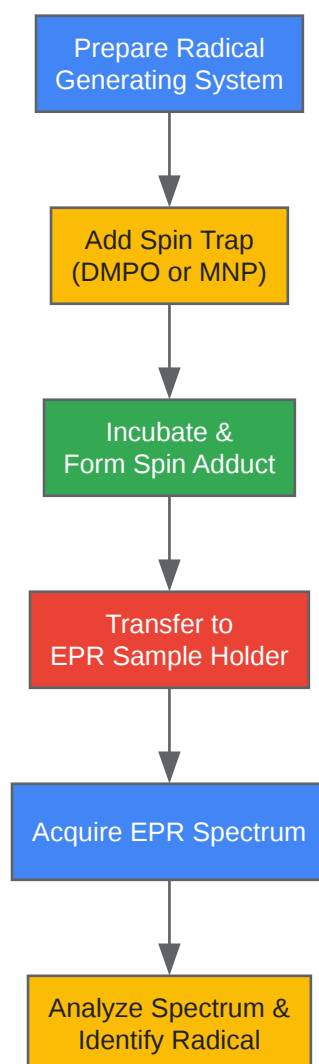 Prepare Radical
Generating System
Add Spin Trap
(DMPO or MNP)
Incubate &
Form Spin Adduct
Transfer to
EPR Sample Holder
Acquire EPR Spectrum
Analyze Spectrum &
Identify Radical